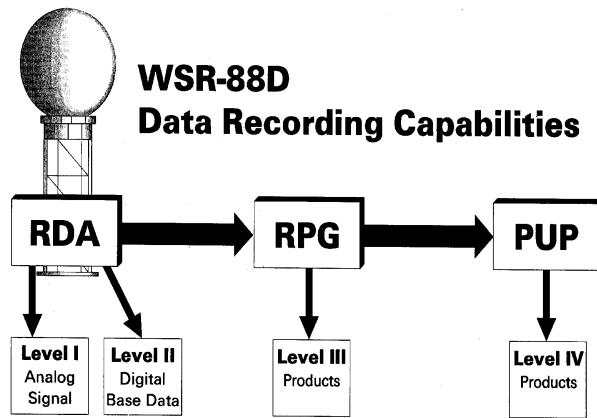 WSR-88D
Data Recording Capabilities
RDA
RPG
PUP
Level I
Analog
Signal
Level II
Digital
Base Data
Level III
Products
Level IV
Products